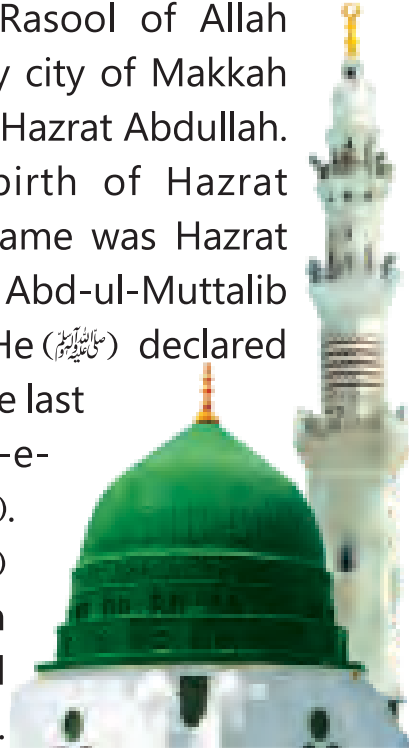 Rasool of Allah
y city of Makkah
Hazrat Abdullah.
birth of Hazrat
ame was Hazrat
Abd-ul-Muttalib
He (ﷺ) declared
e last
-e-
).
)
n
l
.